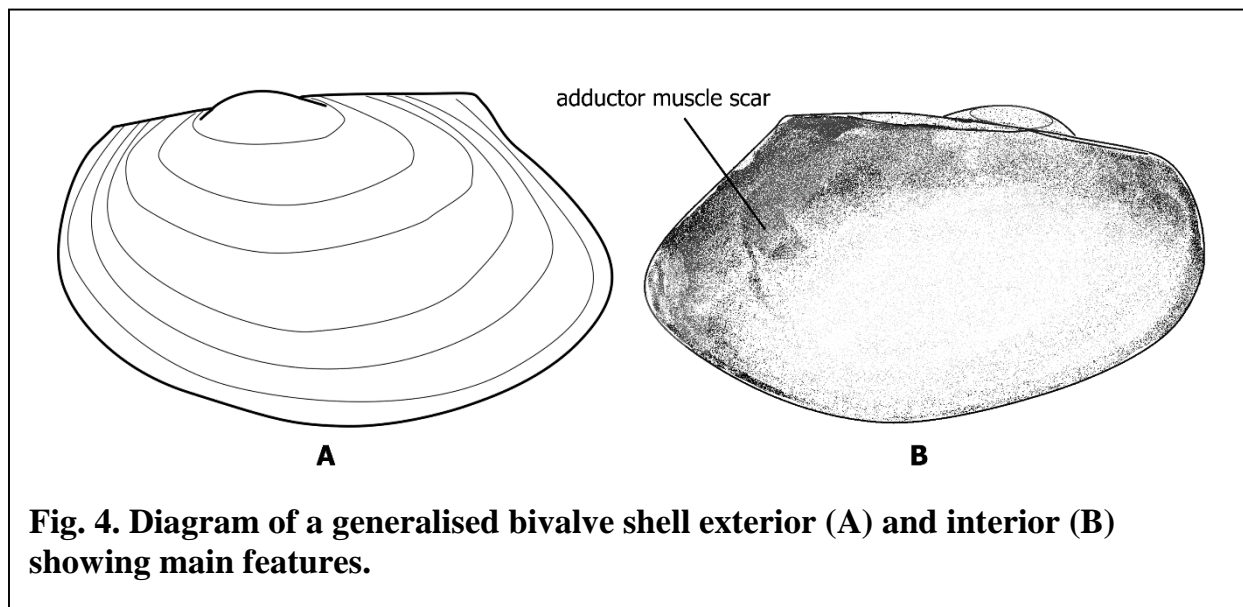 adductor muscle scar
A
B
Fig. 4. Diagram of a generalised bivalve shell exterior (A) and interior (B)
showing main features.